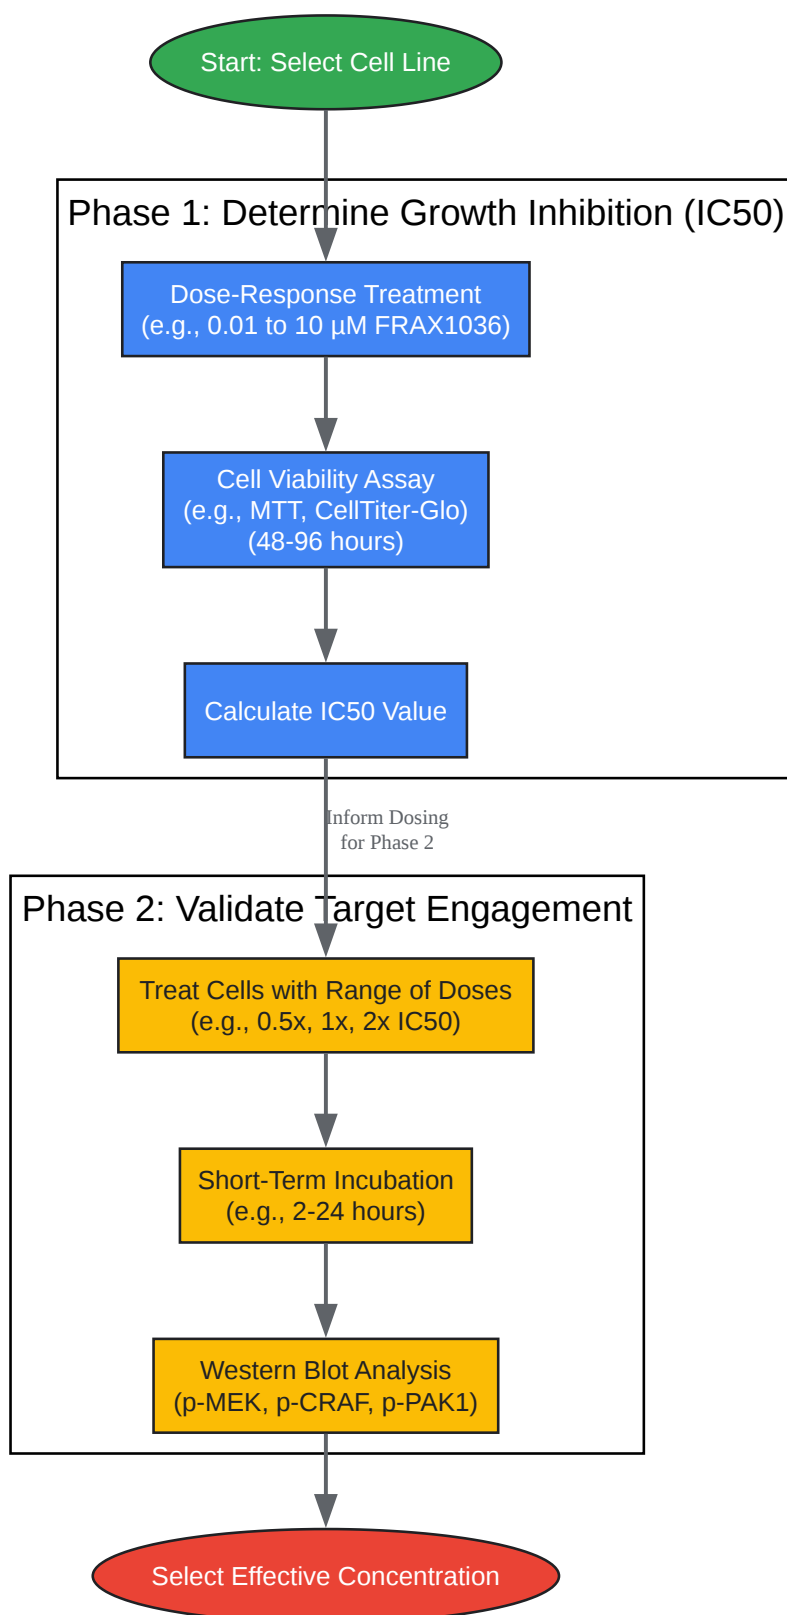 Start: Select Cell Line
Phase 1: Determine Growth Inhibition (IC50)
Dose-Response Treatment
(e.g., 0.01 to 10 µM FRAX1036)
Cell Viability Assay
(e.g., MTT, CellTiter-Glo)
(48-96 hours)
Calculate IC50 Value
Inform Dosing
for Phase 2
Phase 2: Validate Target Engagement
Treat Cells with Range of Doses
(e.g., 0.5x, 1x, 2x IC50)
Short-Term Incubation
(e.g., 2-24 hours)
Western Blot Analysis
(p-MEK, p-CRAF, p-PAK1)
Select Effective Concentration